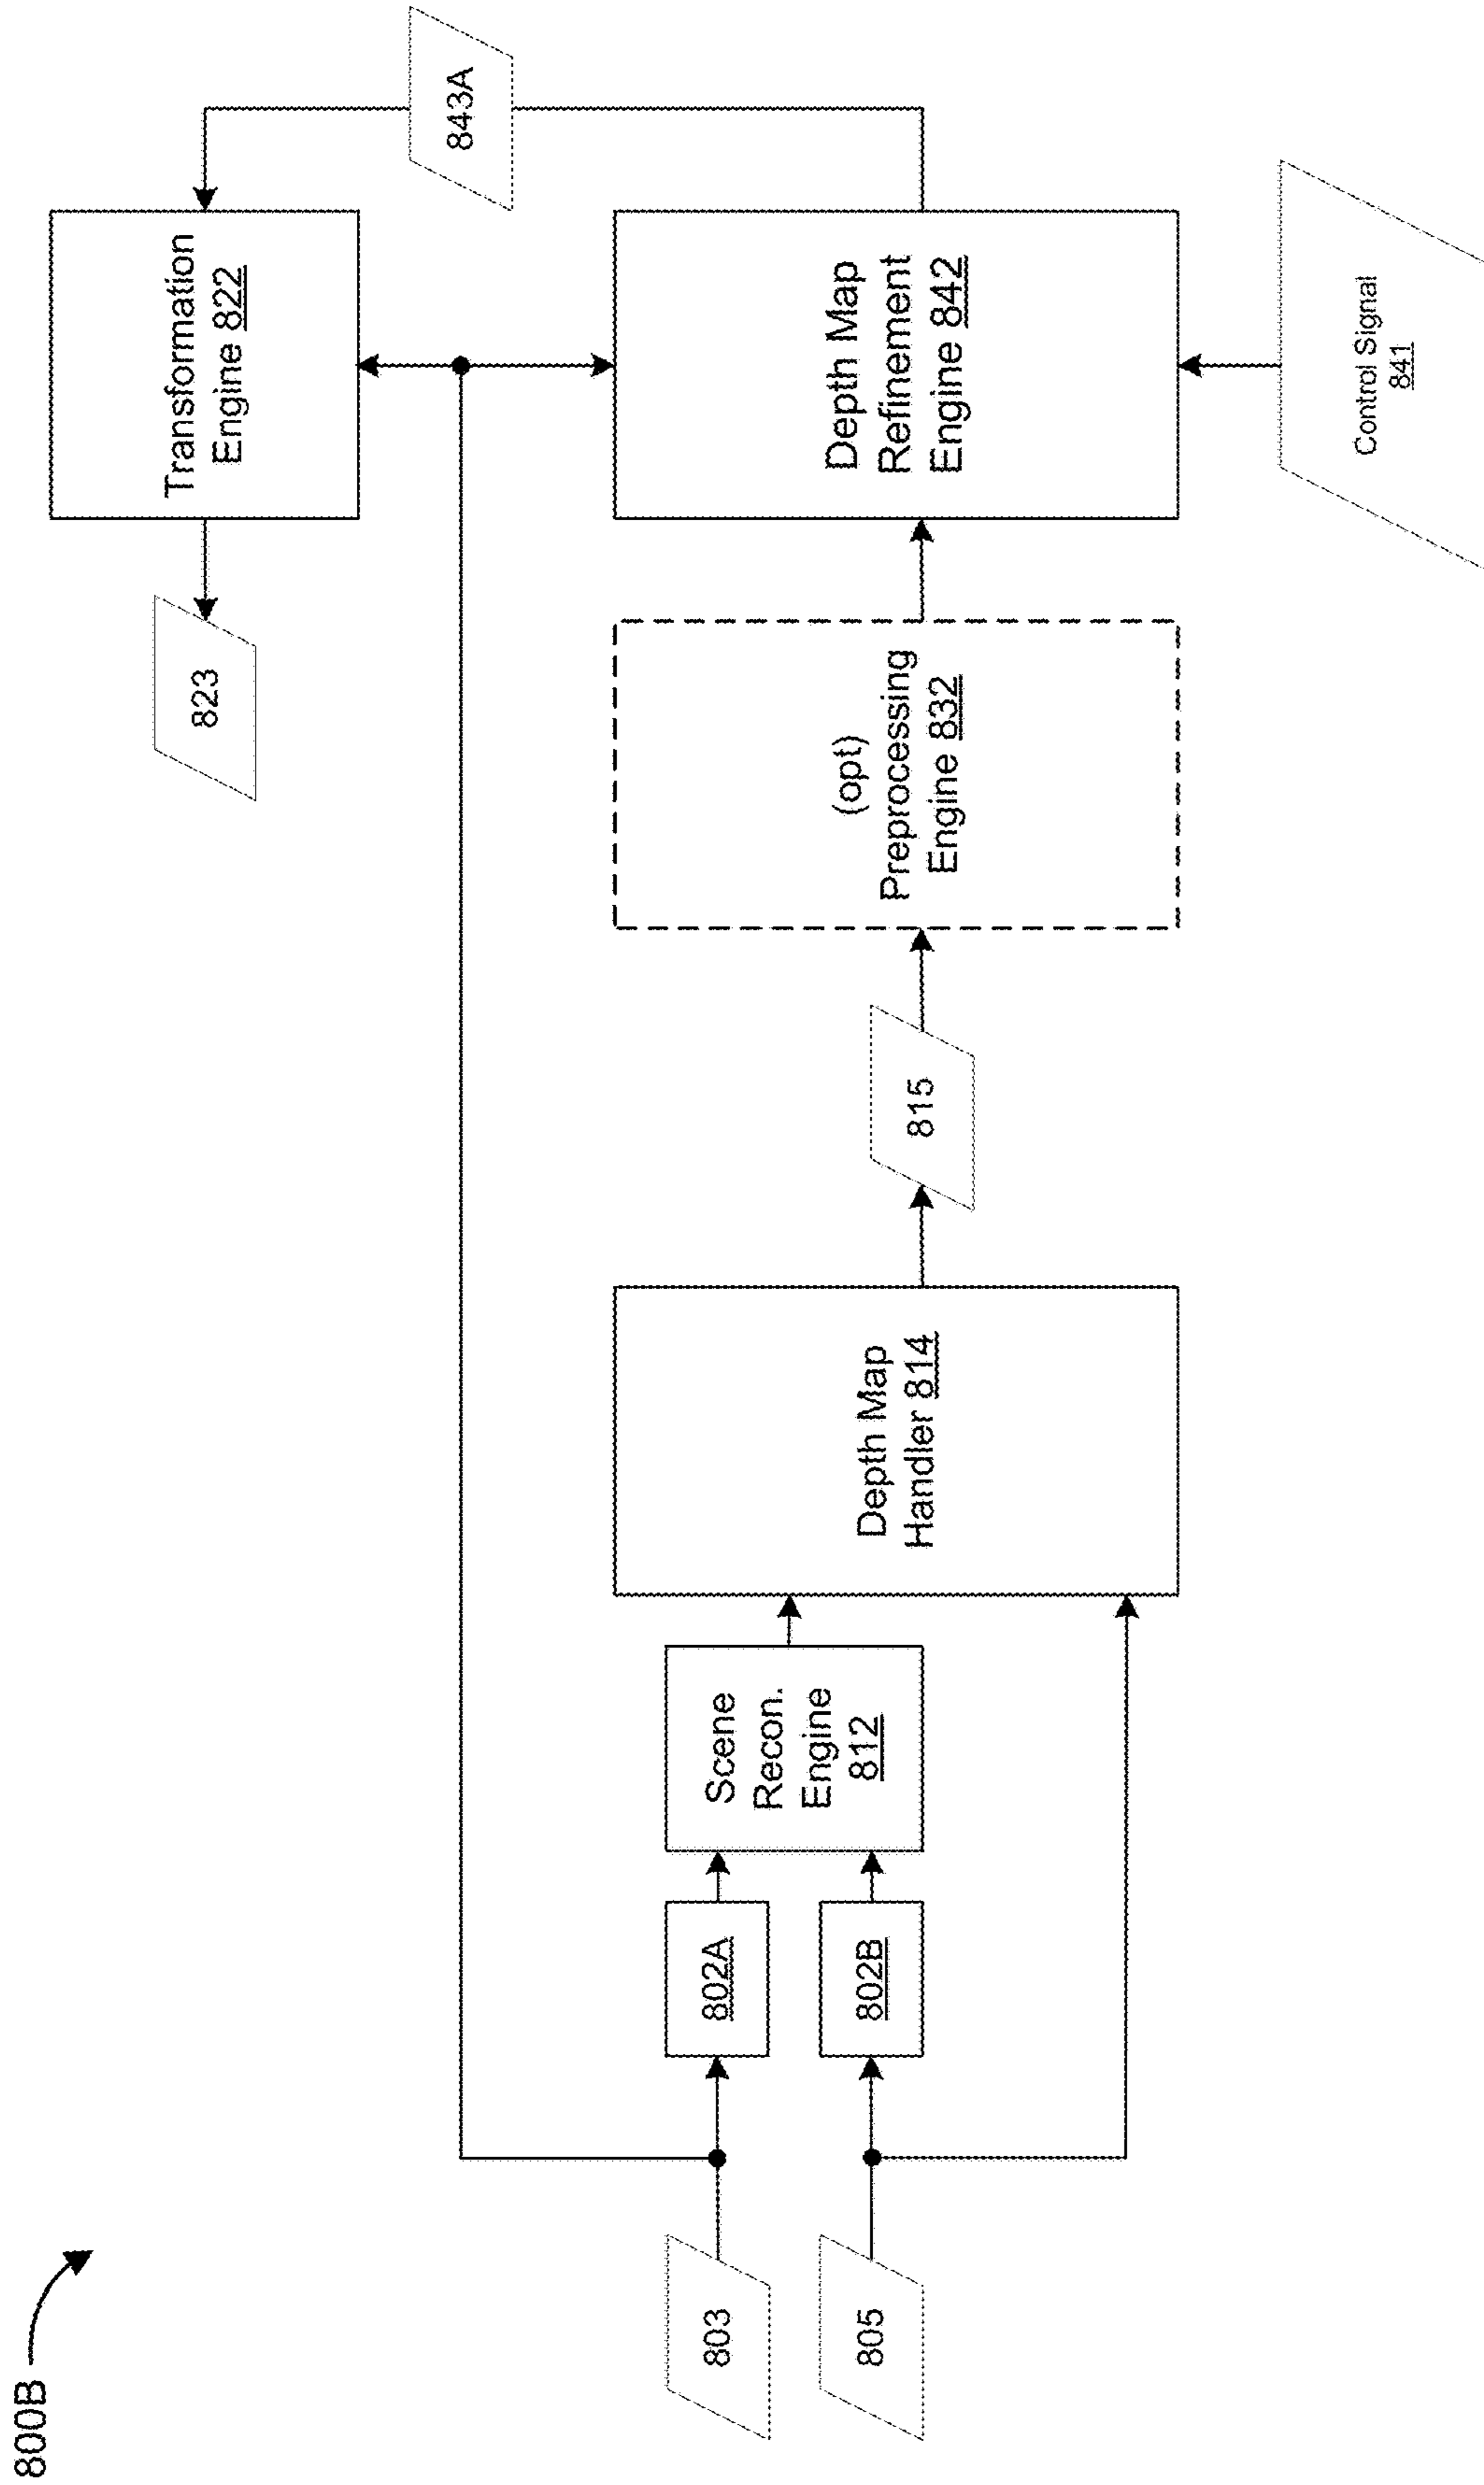 800B
803
805
802A
802B
Scene
Recon.
Engine
812
Depth Map
Handler 814
815
(opt)
Preprocessing
Engine 832
Depth Map
Refinement
Engine 842
Control Signal
841
843A
Transformation
Engine 822
823